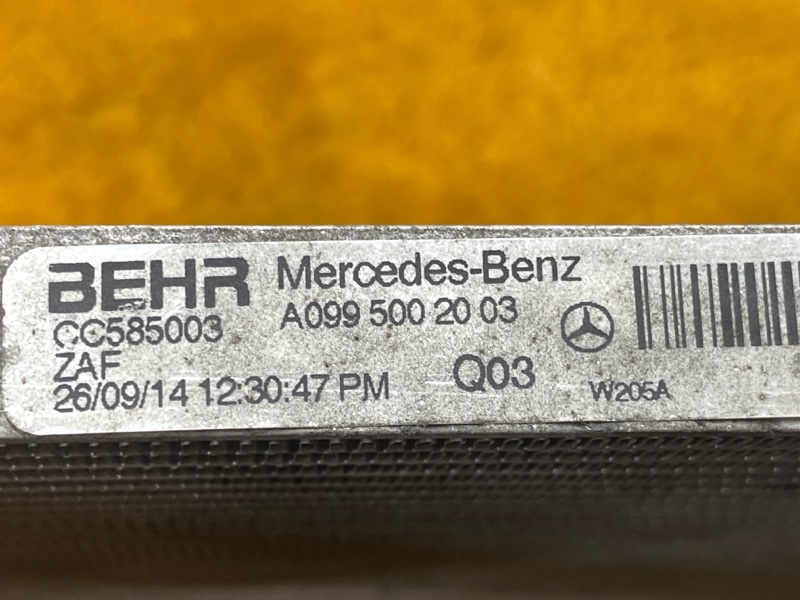 BEHR
CC585003
ZAF
26/09/14 12:30:47 PM
Mercedes-Benz
A099 500 20 03
Q03
W205A